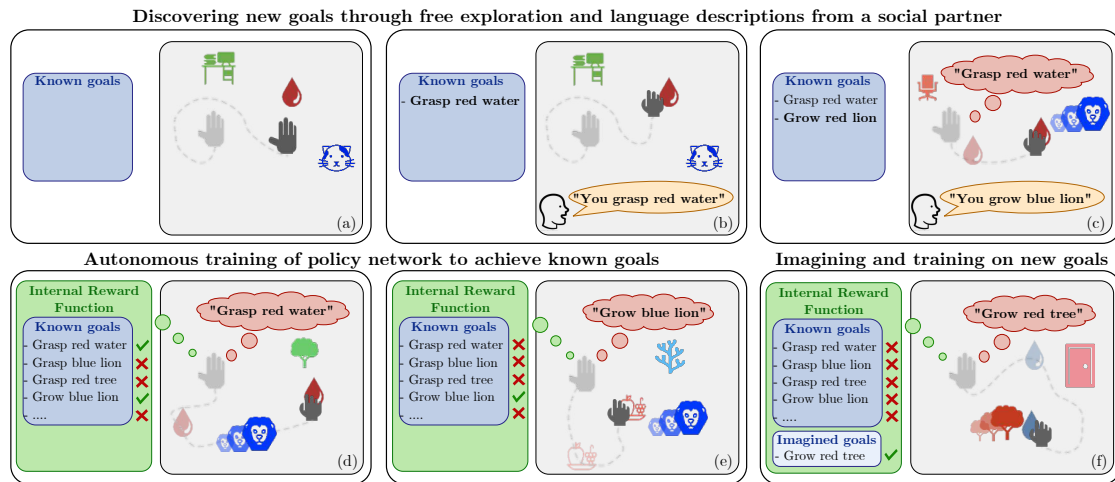 Discovering new goals through free exploration and language descriptions from a social partner
Known goals
(a)
Known goals
- Grasp red water
"You grasp red water"
(b)
Known goals
- Grasp red water
- Grow red lion
"Grasp red water"
"You grow blue lion"
(c)
Autonomous training of policy network to achieve known goals
Imagining and training on new goals
Internal Reward
Function
Known goals
- Grasp red water
- Grasp blue lion
- Grasp red tree
- Grow blue lion
- ....
"Grasp red water"
(d)
Internal Reward
Function
Known goals
- Grasp red water
- Grasp blue lion
- Grasp red tree
- Grow blue lion
- ....
"Grow blue lion"
(e)
Internal Reward
Function
Known goals
- Grasp red water
- Grasp blue lion
- Grasp red tree
- Grow blue lion
- ....
Imagined goals
- Grow red tree
"Grow red tree"
(f)